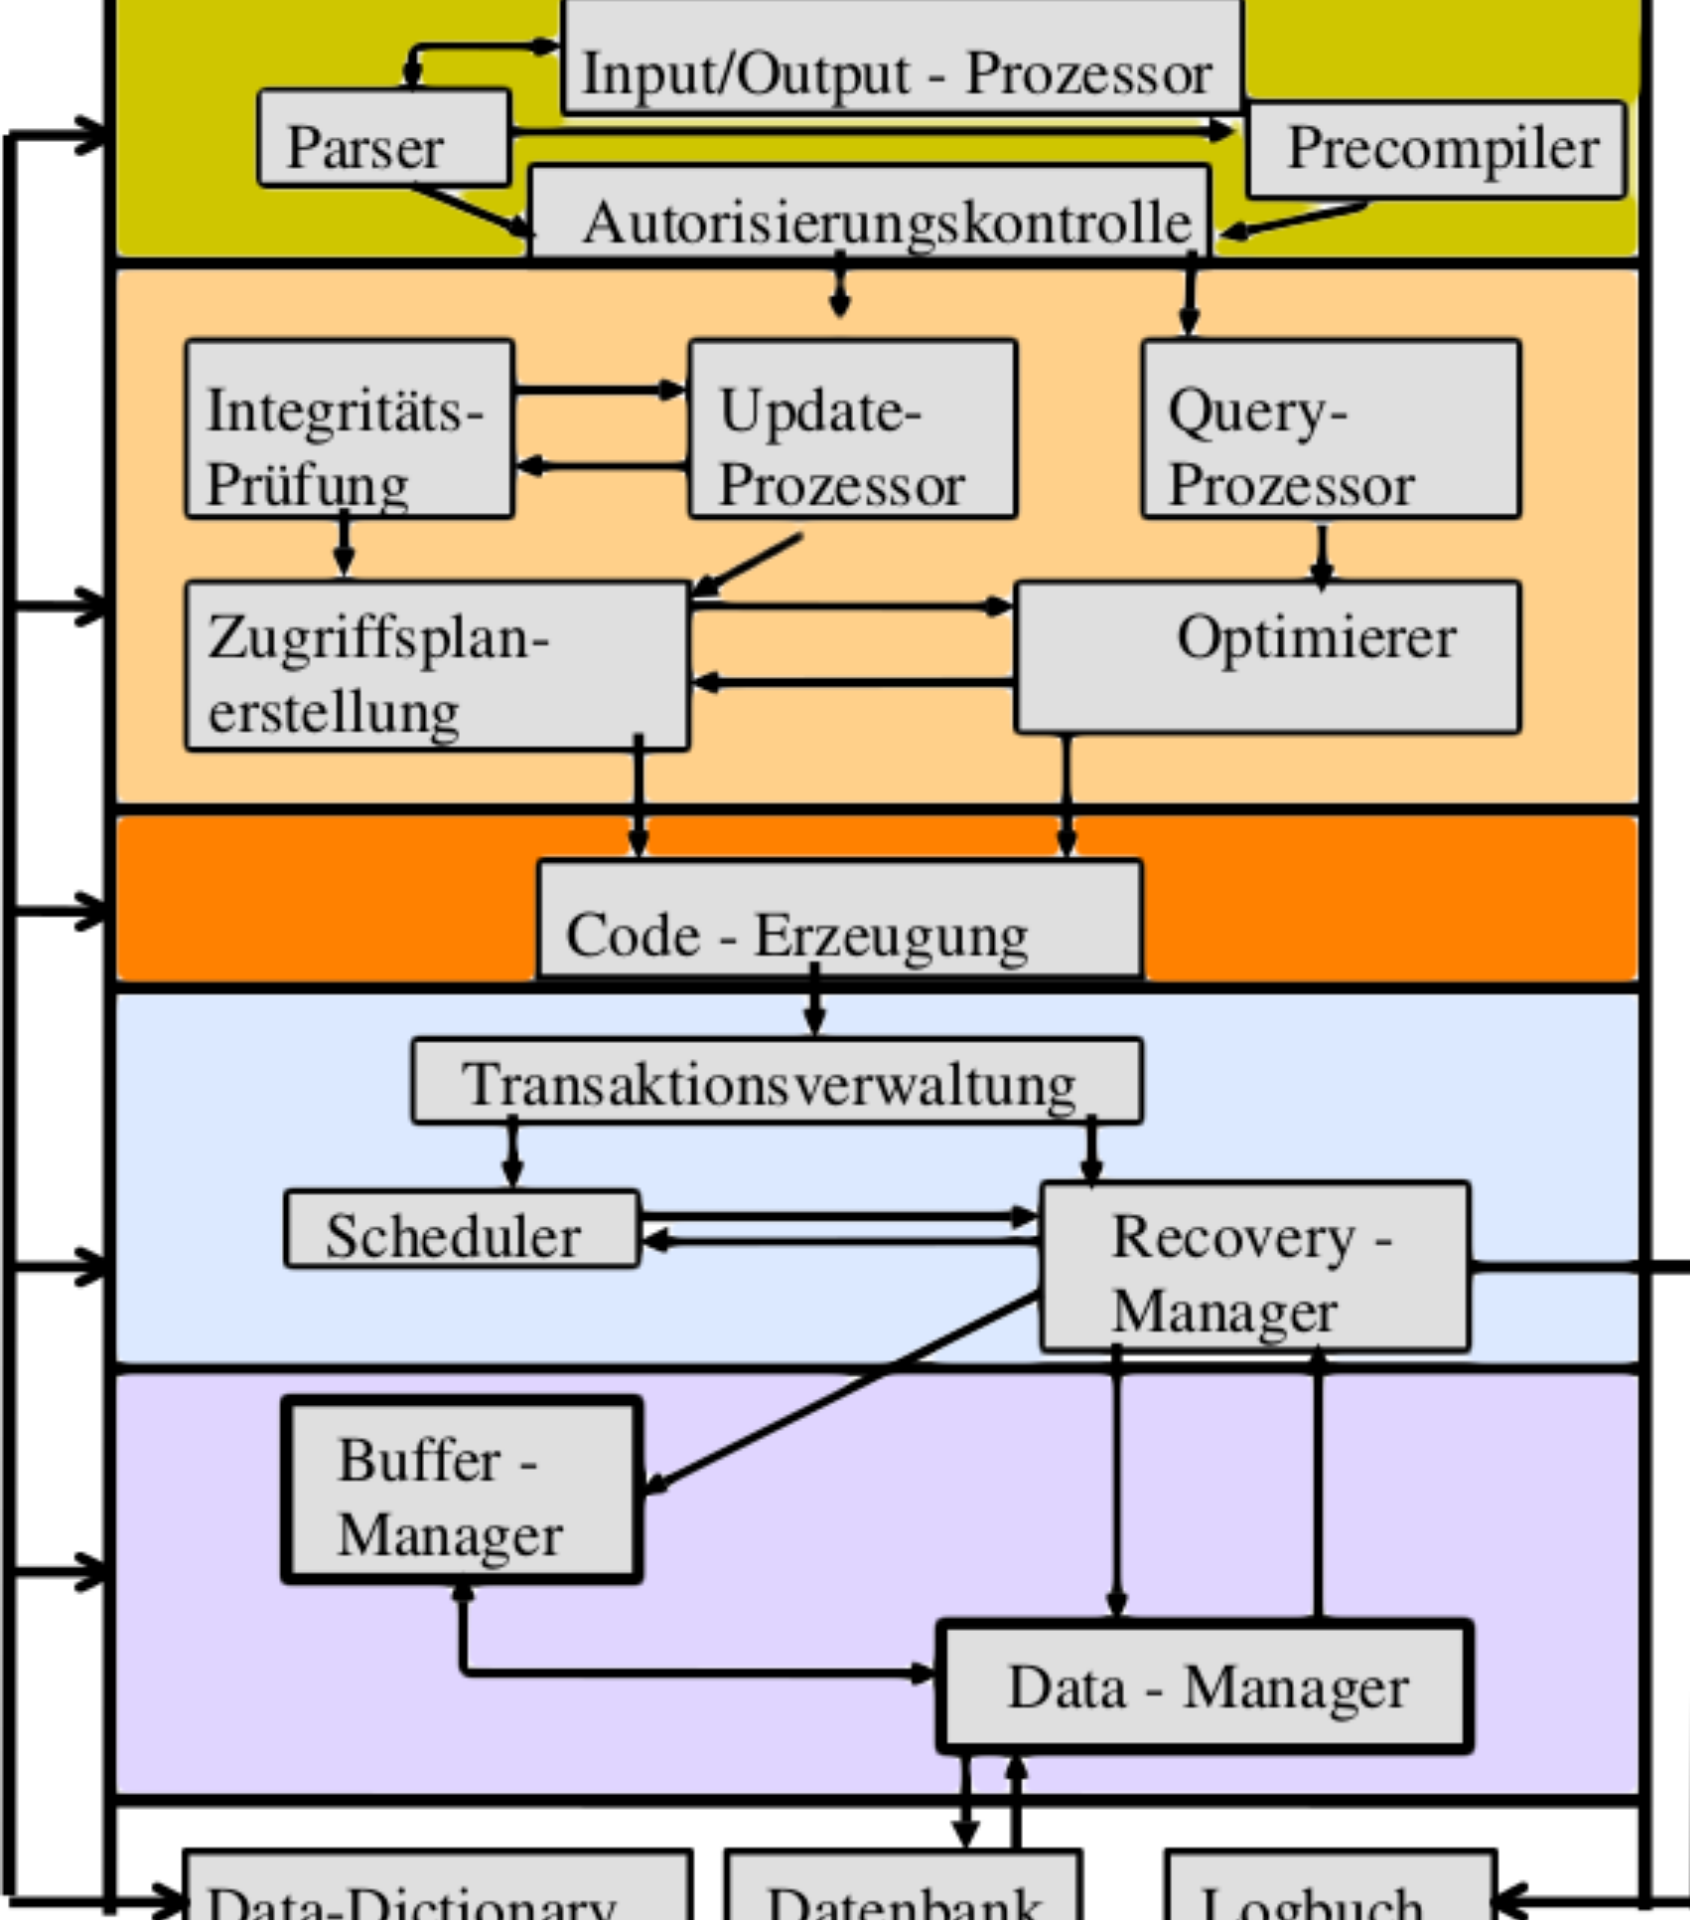 Input/Output - Prozessor
Parser
Precompiler
Autorisierungskontrolle
Integritäts-
Prüfung
Update-
Prozessor
Query-
Prozessor
Zugriffsplan-
erstellung
Optimierer
Code - Erzeugung
Transaktionsverwaltung
Scheduler
Recovery -
Manager
Buffer -
Manager
Data - Manager
Data-Dictionary
Datenbank
Logbuch